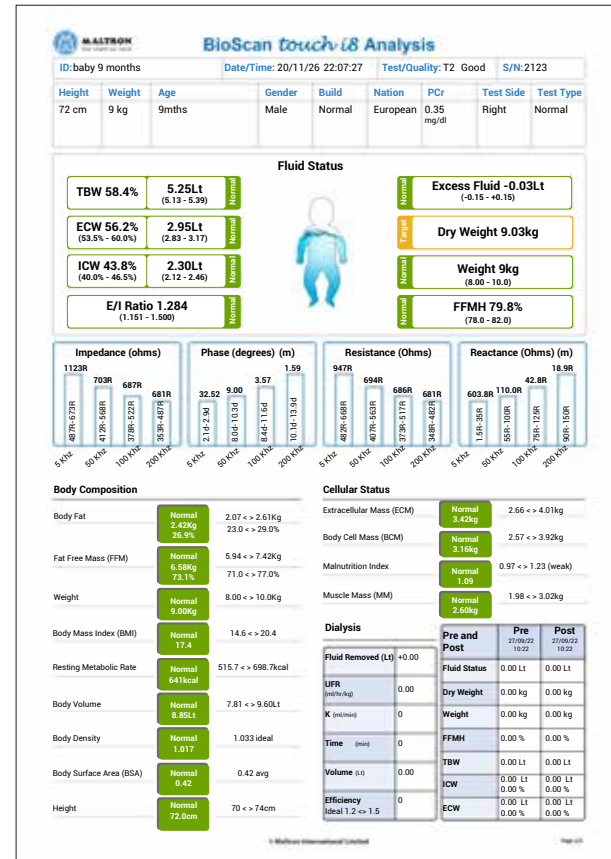 MALTRON
BioScan touch i8 Analysis
ID:baby 9 months Date/Time: 20/11/26 22:07:27 Test/Quality: T2 Good S/N:2123
Height Weight Age Gender Build Nation PCr Test Side Test Type
72 cm 9 kg 9mths Male Normal European 0.35 Right Normal
mg/dl
Fluid Status
TBW 58.4% 5.25Lt Normal
(5.13 - 5.39)
ECW 56.2% 2.95Lt Normal
(53.5% - 60.0%) (2.83 - 3.17)
ICW 43.8% 2.30Lt Normal
(40.0% - 46.5%) (2.12 - 2.46)
E/I Ratio 1.284 Normal
(1.151 - 1.500)
Normal Excess Fluid -0.03Lt
(-0.15 - +0.15)
Target Dry Weight 9.03kg
Normal Weight 9kg
(8.00 - 10.0)
Normal FFMH 79.8%
(78.0 - 82.0)
Impedance (ohms)
1123R 703R 687R 681R
487R-673R 412R-568R 378R-522R 353R-487R
5 Khz 50 Khz 100 Khz 200 Khz
Phase (degrees) (m)
32.52 9.00 3.57 1.59
2.1d-2.9d 8.0d-10.3d 8.4d-11.6d 10.1d-13.9d
5 Khz 50 Khz 100 Khz 200 Khz
Resistance (Ohms)
947R 694R 686R 681R
482R-668R 407R-563R 373R-517R 348R-482R
5 Khz 50 Khz 100 Khz 200 Khz
Reactance (Ohms) (m)
603.8R 110.0R 42.8R 18.9R
1.5R-35R 65R-100R 75R-125R 90R-150R
5 Khz 50 Khz 100 Khz 200 Khz
Body Composition
Body Fat Normal 2.07 < > 2.61Kg
2.42Kg
26.9% 23.0 < > 29.0%
Fat Free Mass (FFM) Normal 5.94 < > 7.42Kg
6.58Kg
73.1% 71.0 < > 77.0%
Weight Normal 8.00 < > 10.0Kg
9.00Kg
Body Mass Index (BMI) Normal 14.6 < > 20.4
17.4
Resting Metabolic Rate Normal 515.7 < > 698.7kcal
641kcal
Body Volume Normal 7.81 < > 9.60Lt
8.85Lt
Body Density Normal 1.033 ideal
1.017
Body Surface Area (BSA) Normal 0.42 avg
0.42
Height Normal 70 < > 74cm
72.0cm
Cellular Status
Extracellular Mass (ECM) Normal 2.66 < > 4.01kg
3.42kg
Body Cell Mass (BCM) Normal 2.57 < > 3.92kg
3.16kg
Malnutrition Index Normal 0.97 < > 1.23 (weak)
1.09
Muscle Mass (MM) Normal 1.98 < > 3.02kg
2.60kg
Dialysis
Fluid Removed (Lt) +0.00
UFR 0.00
(ml/hr/kg)
K (ml/min) 0
Time (min) 0
Volume (Lt) 0.00
Efficiency 0
Ideal 1.2 <> 1.5
Pre and Post Pre Post
27/09/22 27/09/22
10:22 10:22
Fluid Status 0.00 Lt 0.00 Lt
Dry Weight 0.00 kg 0.00 kg
Weight 0.00 kg 0.00 kg
FFMH 0.00 % 0.00 %
TBW 0.00 Lt 0.00 Lt
ICW 0.00 Lt 0.00 Lt
0.00 % 0.00 %
ECW 0.00 Lt 0.00 Lt
0.00 % 0.00 %
© Maltron International Limited